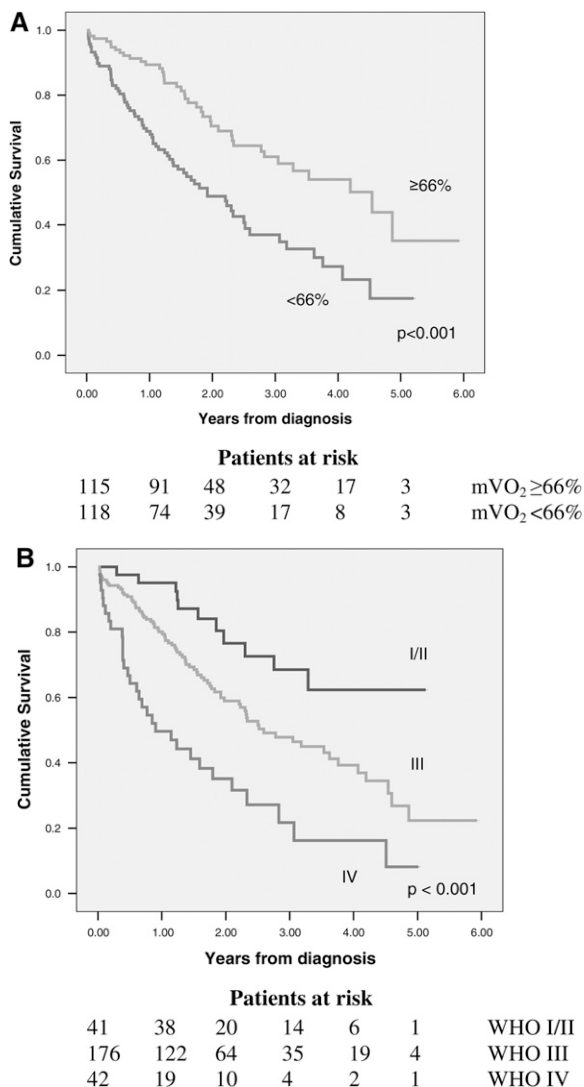 A
1.0
0.8
0.6
0.4
0.2
0.0
Cumulative Survival
≥66%
<66%
p<0.001
0.00 1.00 2.00 3.00 4.00 5.00 6.00
Years from diagnosis
Patients at risk
115 91 48 32 17 3 mVO₂ ≥66%
118 74 39 17 8 3 mVO₂ <66%
B
1.0
0.8
0.6
0.4
0.2
0.0
Cumulative Survival
I/II
III
IV
p < 0.001
0.00 1.00 2.00 3.00 4.00 5.00 6.00
Years from diagnosis
Patients at risk
41 38 20 14 6 1 WHO I/II
176 122 64 35 19 4 WHO III
42 19 10 4 2 1 WHO IV